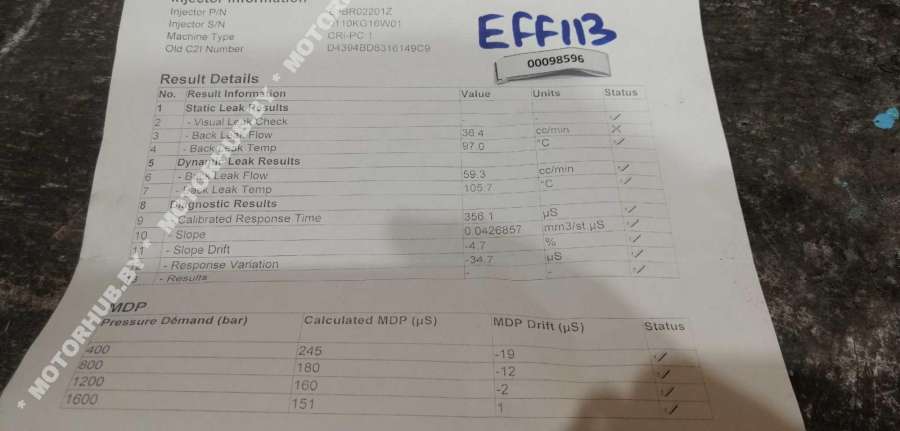 Injector Information
Injector P/N BR02201Z
Injector S/N 110KG16W01
Machine Type CRi-PC 1
Old C2I Number D4394BD8316149C9
EFF113
00098596
Result Details
No. Result Information Value Units Status
1 Static Leak Results
2 - Visual Leak Check - - ✓
3 - Back Leak Flow 36.4 cc/min X
4 - Back Leak Temp 97.0 °C ✓
5 Dynamic Leak Results
6 - Back Leak Flow 59.3 cc/min ✓
7 - Back Leak Temp 105.7 °C ✓
8 Diagnostic Results
9 - Calibrated Response Time 356.1 µS ✓
10 - Slope 0.0426857 mm3/st.µS ✓
11 - Slope Drift -4.7 % ✓
- Response Variation -34.7 µS ✓
- Results - - ✓
MDP
Pressure Demand (bar) Calculated MDP (µS) MDP Drift (µS) Status
400 245 -19 ✓
800 180 -12 ✓
1200 160 -2 ✓
1600 151 1 ✓
* MOTORHUB.BY * MOTORHUB.BY * MOTORHUB.BY